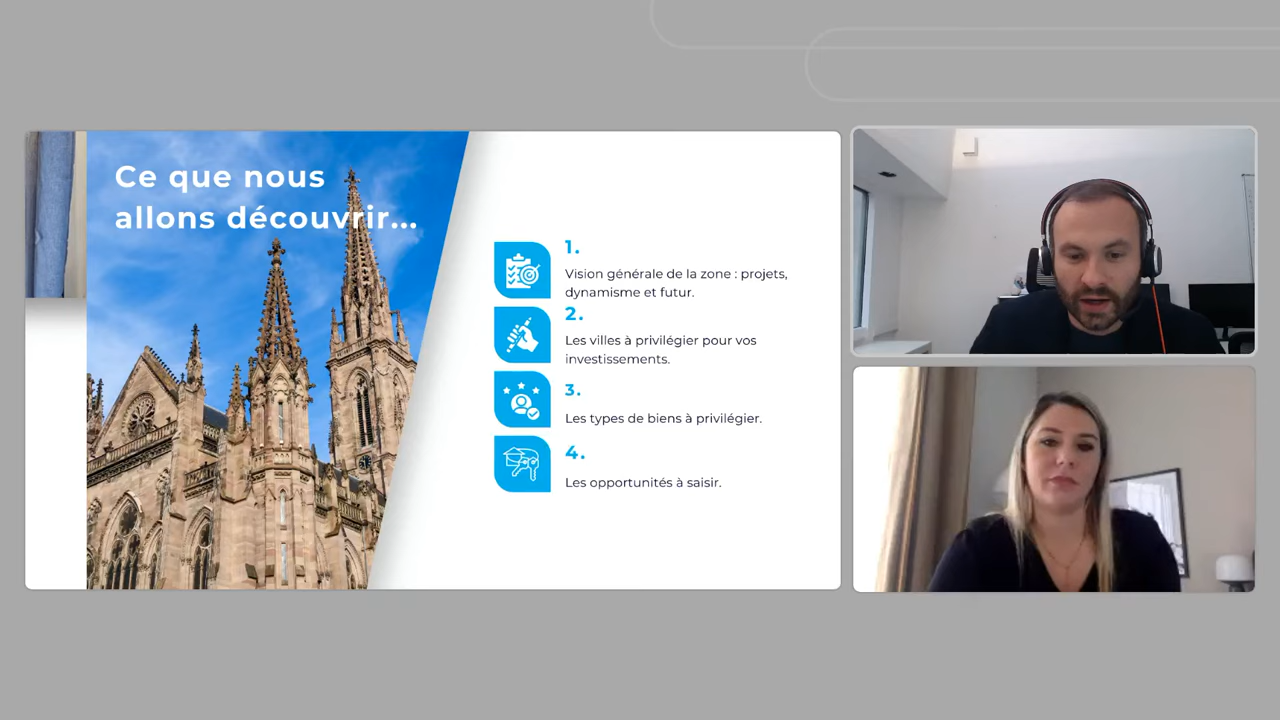 Ce que nous
allons découvrir...
1.
Vision générale de la zone : projets,
dynamisme et futur.
2.
Les villes à privilégier pour vos
investissements.
3.
Les types de biens à privilégier.
4.
Les opportunités à saisir.